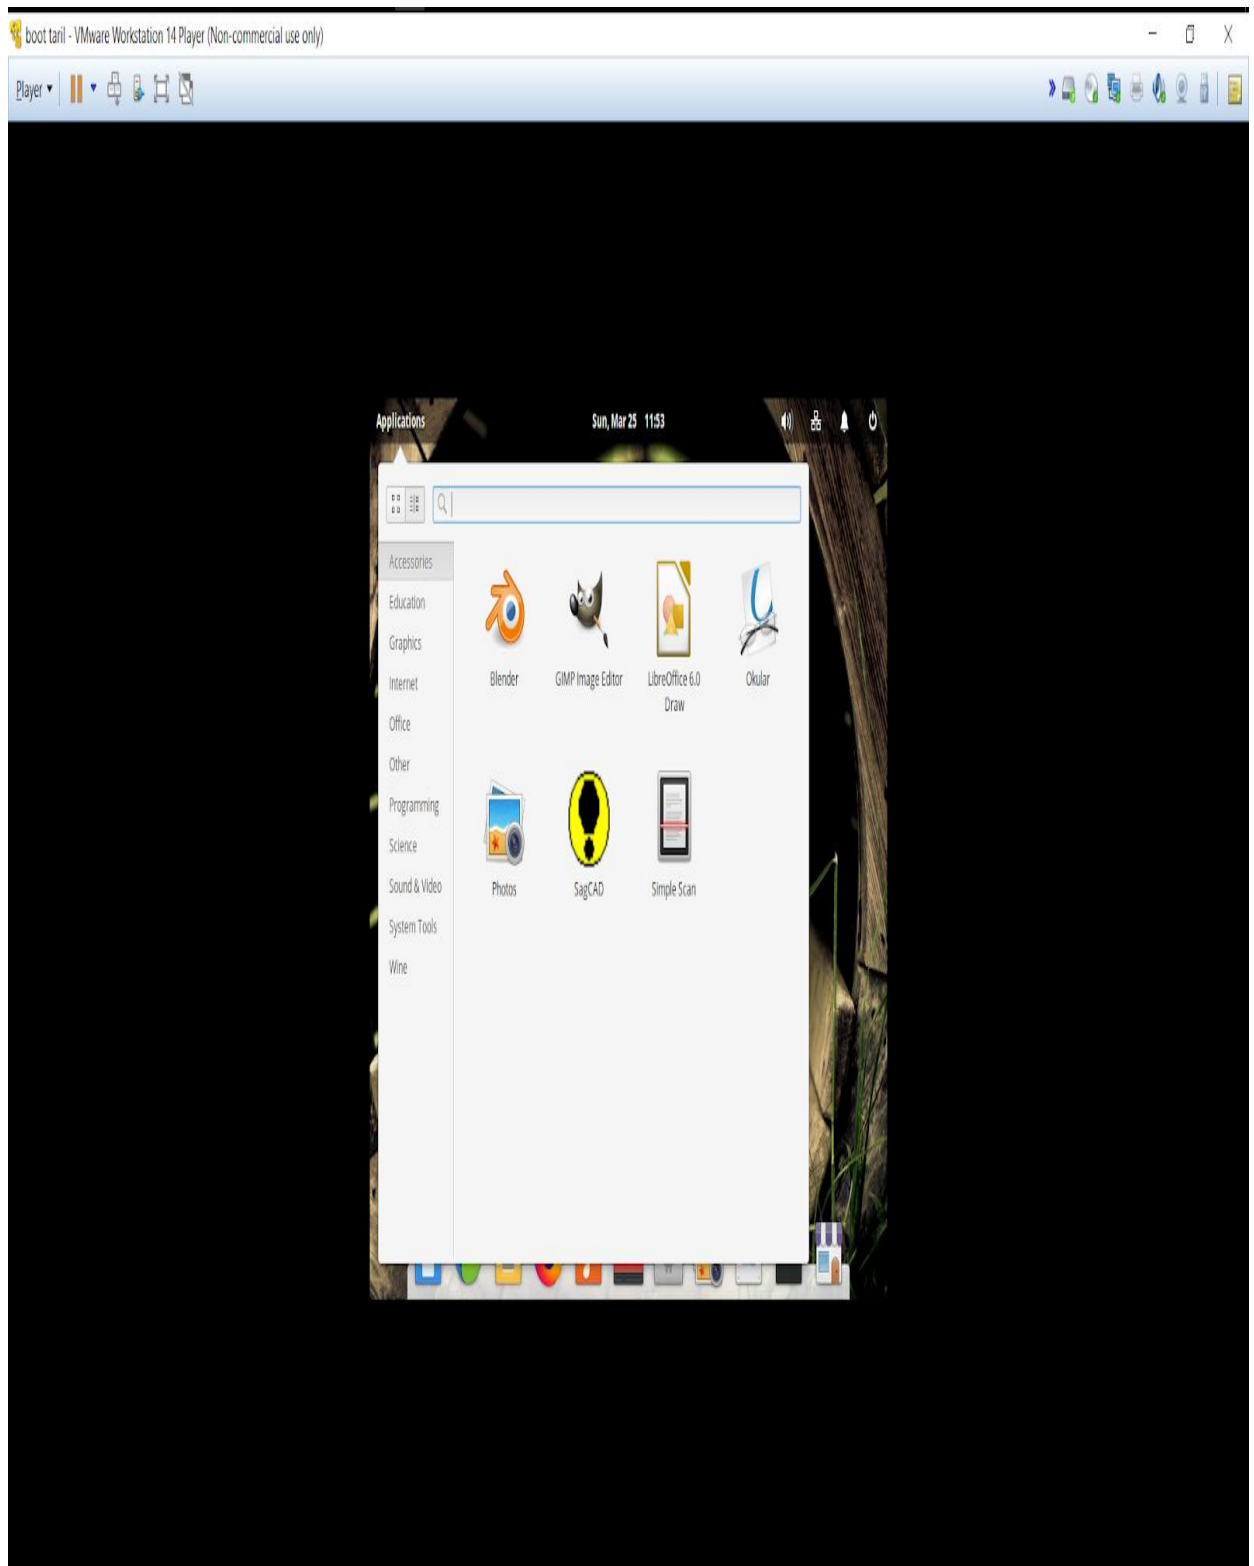 boot taril - VMware Workstation 14 Player (Non-commercial use only)
Player
Applications
Sun, Mar 25 11:53
Accessories
Education
Graphics
Internet
Office
Other
Programming
Science
Sound & Video
System Tools
Wine
Blender
GIMP Image Editor
LibreOffice 6.0
Draw
Okular
Photos
SagCAD
Simple Scan